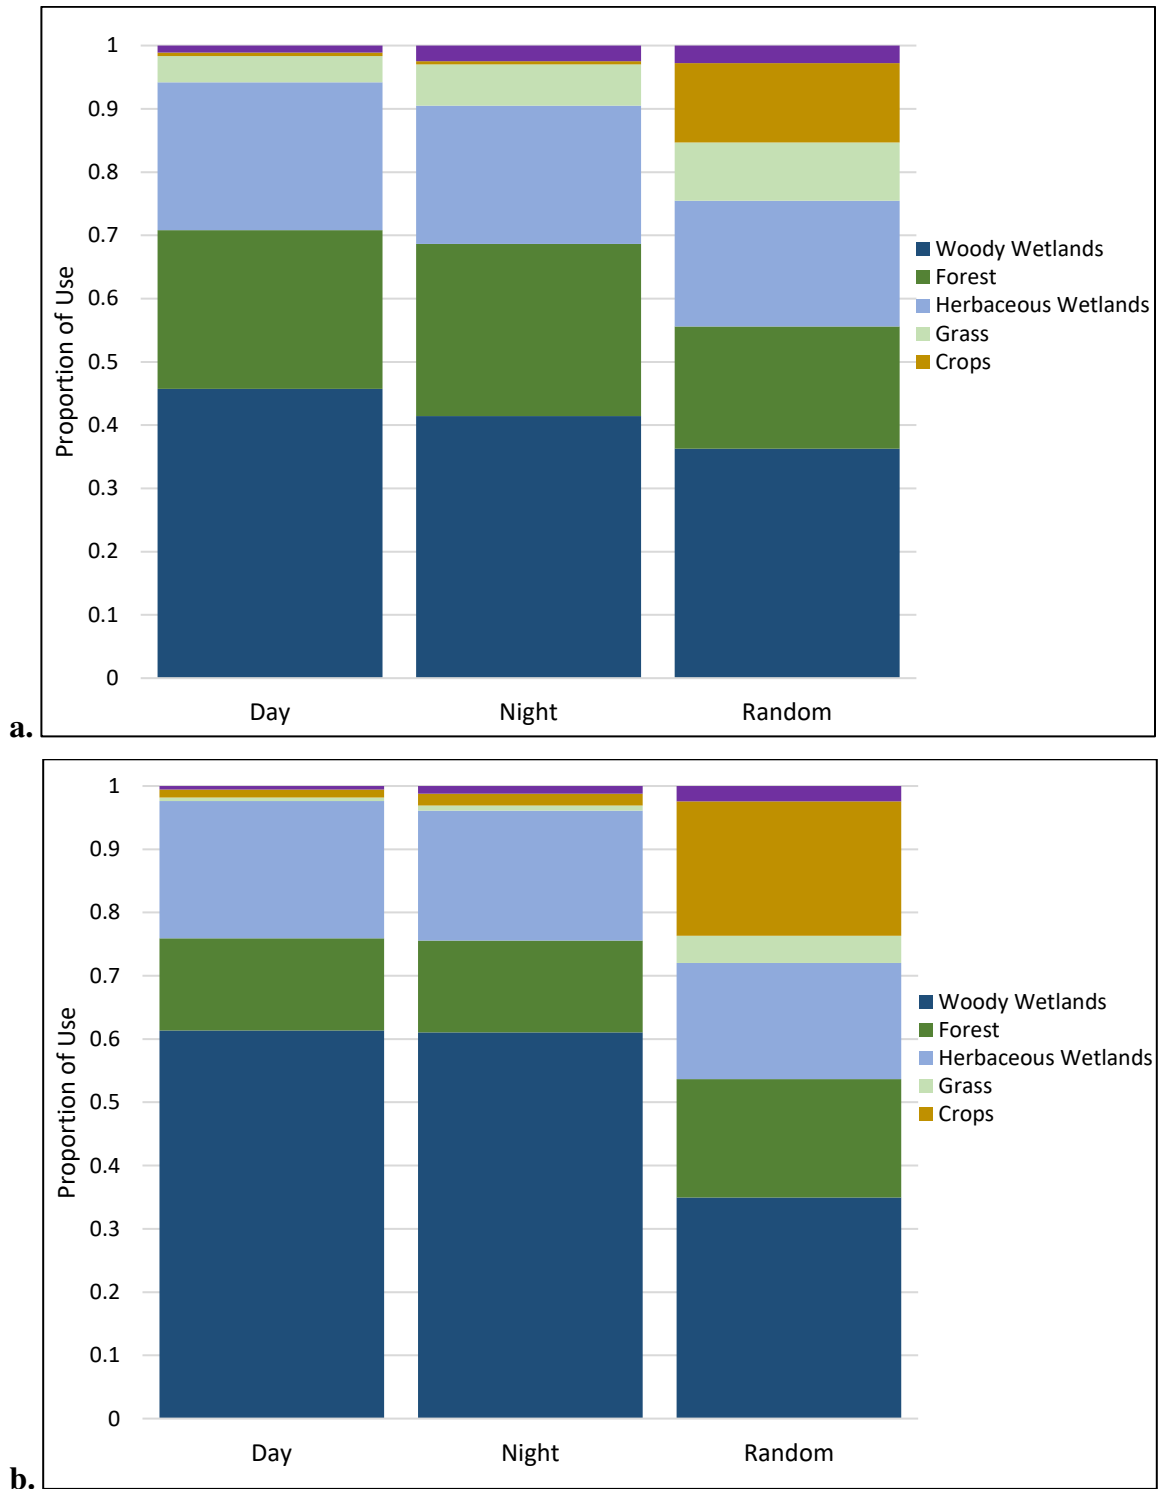 1
0.9
0.8
0.7
0.6
0.5
0.4
0.3
0.2
0.1
0
Proportion of Use
Day Night Random
Woody Wetlands
Forest
Herbaceous Wetlands
Grass
Crops
a.
1
0.9
0.8
0.7
0.6
0.5
0.4
0.3
0.2
0.1
0
Proportion of Use
Day Night Random
Woody Wetlands
Forest
Herbaceous Wetlands
Grass
Crops
b.